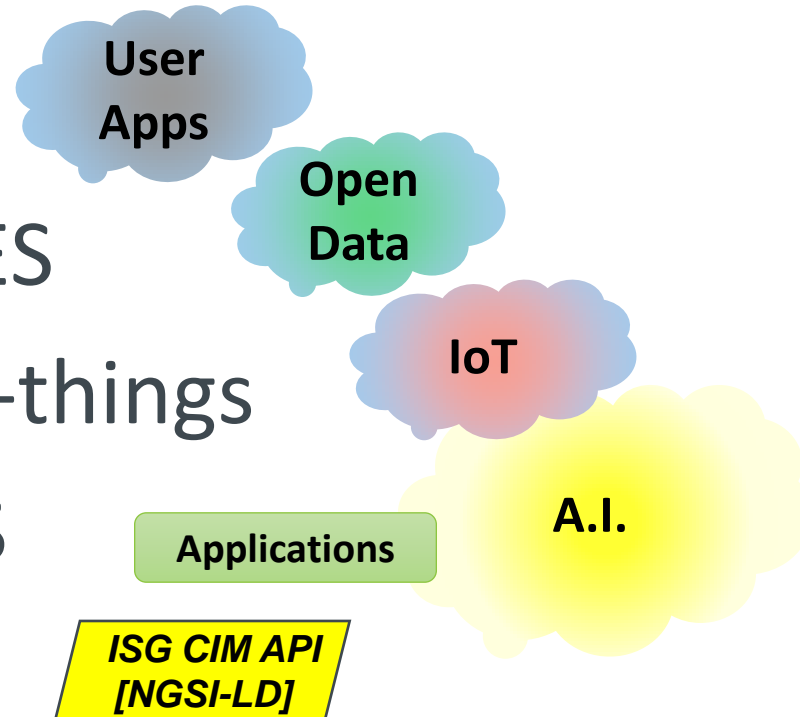 User
Apps
Open
Data
ES
-things
IoT
A.I.
s
Applications
ISG CIM API
[NGSI-LD]